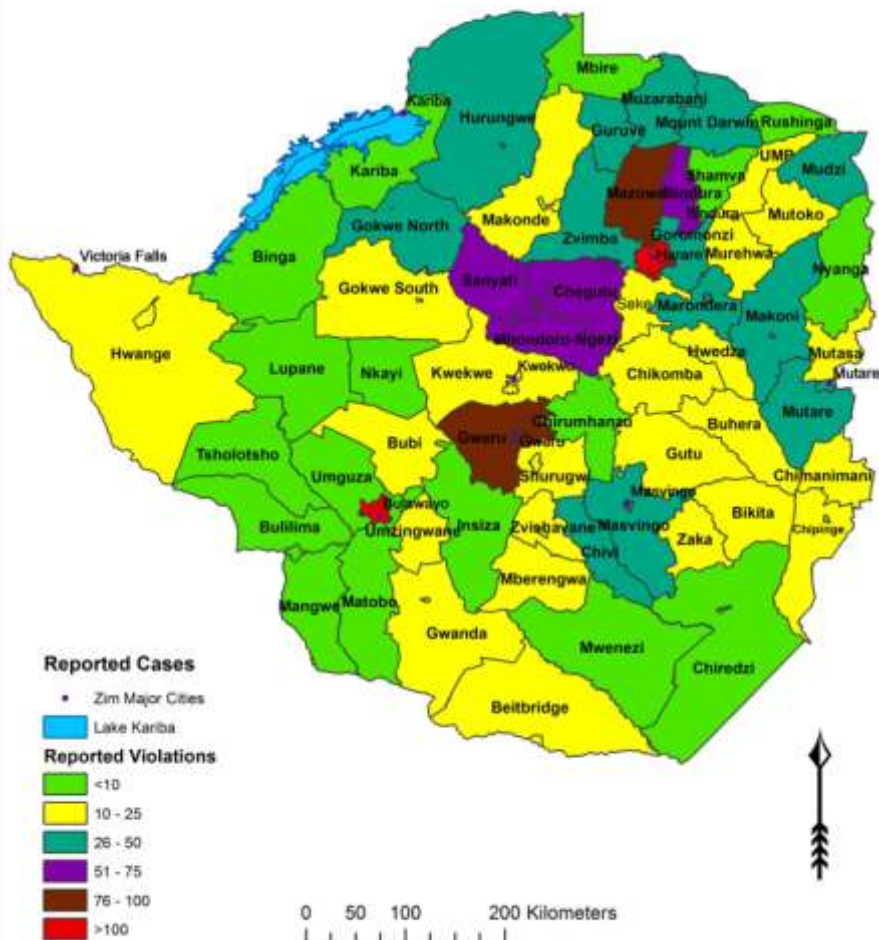 Mbire
Kariba
Muzarabani
Hurungwe
Guruve
Mount Darwin
Rushinga
UMP
Shamva
Mudzi
Kariba
Mazowe
Bindura
Bindura
Makonde
Mutoko
Gokwe North
Zvimba
Goromonzi
Harare
Murehwa
Victoria Falls
Binga
Nyanga
Sanyati
Gokwe South
Chegutu
Seke
Marondera
Makoni
Hwange
Mhondoro-Ngezi
Hwedza
Mutasa
Lupane
Nkayi
Kwekwe
Kwekwe
Chikomba
Mutare
Mutare
Buhera
Chirumhanzu
Gweru
Gweru
Bubi
Tsholotsho
Gutu
Umguza
Shurugwi
Chimanimani
Masvingo
Bulawayo
Insiza
Bikita
Bulilima
Umzingwane
Zvishavane
Masvingo
Chipinge
Zaka
Chivi
Mberengwa
Mangwe
Matobo
Gwanda
Mwenezi
Chiredzi
Beitbridge
Reported Cases
Zim Major Cities
Lake Kariba
Reported Violations
<10
10 - 25
26 - 50
51 - 75
76 - 100
>100
0 50 100 200 Kilometers